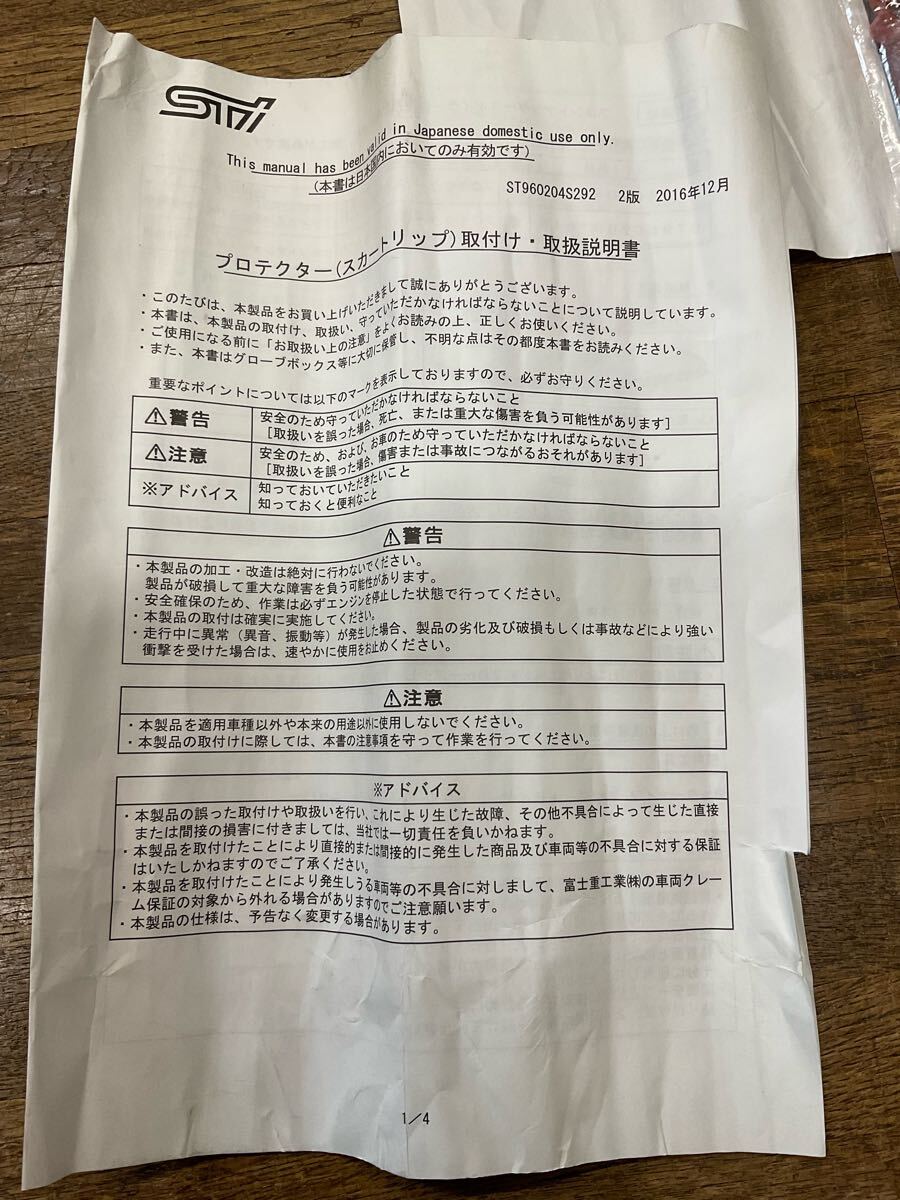 STI
This manual has been valid in Japanese domestic use only.
(本書は日本国内においてのみ有効です)
ST960204S292 2版 2016年12月
プロテクター(スカートリップ)取付け・取扱説明書
・このたびは、本製品をお買い上げいただきまして誠にありがとうございます。
・本書は、本製品の取付け、取扱い、守っていただかなければならないことについて説明しています。
・ご使用になる前に「お取扱い上の注意」をよくお読みの上、正しくお使いください。
・また、本書はグローブボックス等に大切に保管し、不明な点はその都度本書をお読みください。
重要なポイントについては以下のマークを表示しておりますので、必ずお守りください。
⚠警告
安全のため守っていただかなければならないこと
[取扱いを誤った場合、死亡、または重大な傷害を負う可能性があります]
⚠注意
安全のため、および、お車のため守っていただかなければならないこと
[取扱いを誤った場合、傷害または事故につながるおそれがあります]
※アドバイス
知っておいていただきたいこと
知っておくと便利なこと
⚠警告
・本製品の加工・改造は絶対に行わないでください。
製品が破損して重大な障害を負う可能性があります。
・安全確保のため、作業は必ずエンジンを停止した状態で行ってください。
・本製品の取付は確実に実施してください。
・走行中に異常（異音、振動等）が発生した場合、製品の劣化及び破損もしくは事故などにより強い
衝撃を受けた場合は、速やかに使用をお止めください。
⚠注意
・本製品を適用車種以外や本来の用途以外に使用しないでください。
・本製品の取付けに際しては、本書の注意事項を守って作業を行ってください。
※アドバイス
・本製品の誤った取付けや取扱いを行い、これにより生じた故障、その他不具合によって生じた直接
または間接の損害に付きましては、当社では一切責任を負いかねます。
・本製品を取付けたことにより直接的または間接的に発生した商品及び車両等の不具合に対する保証
はいたしかねますのでご了承ください。
・本製品を取付けたことにより発生しうる車両等の不具合に対しまして、富士重工業㈱の車両クレー
ム保証の対象から外れる場合がありますのでご注意願います。
・本製品の仕様は、予告なく変更する場合があります。
1／4